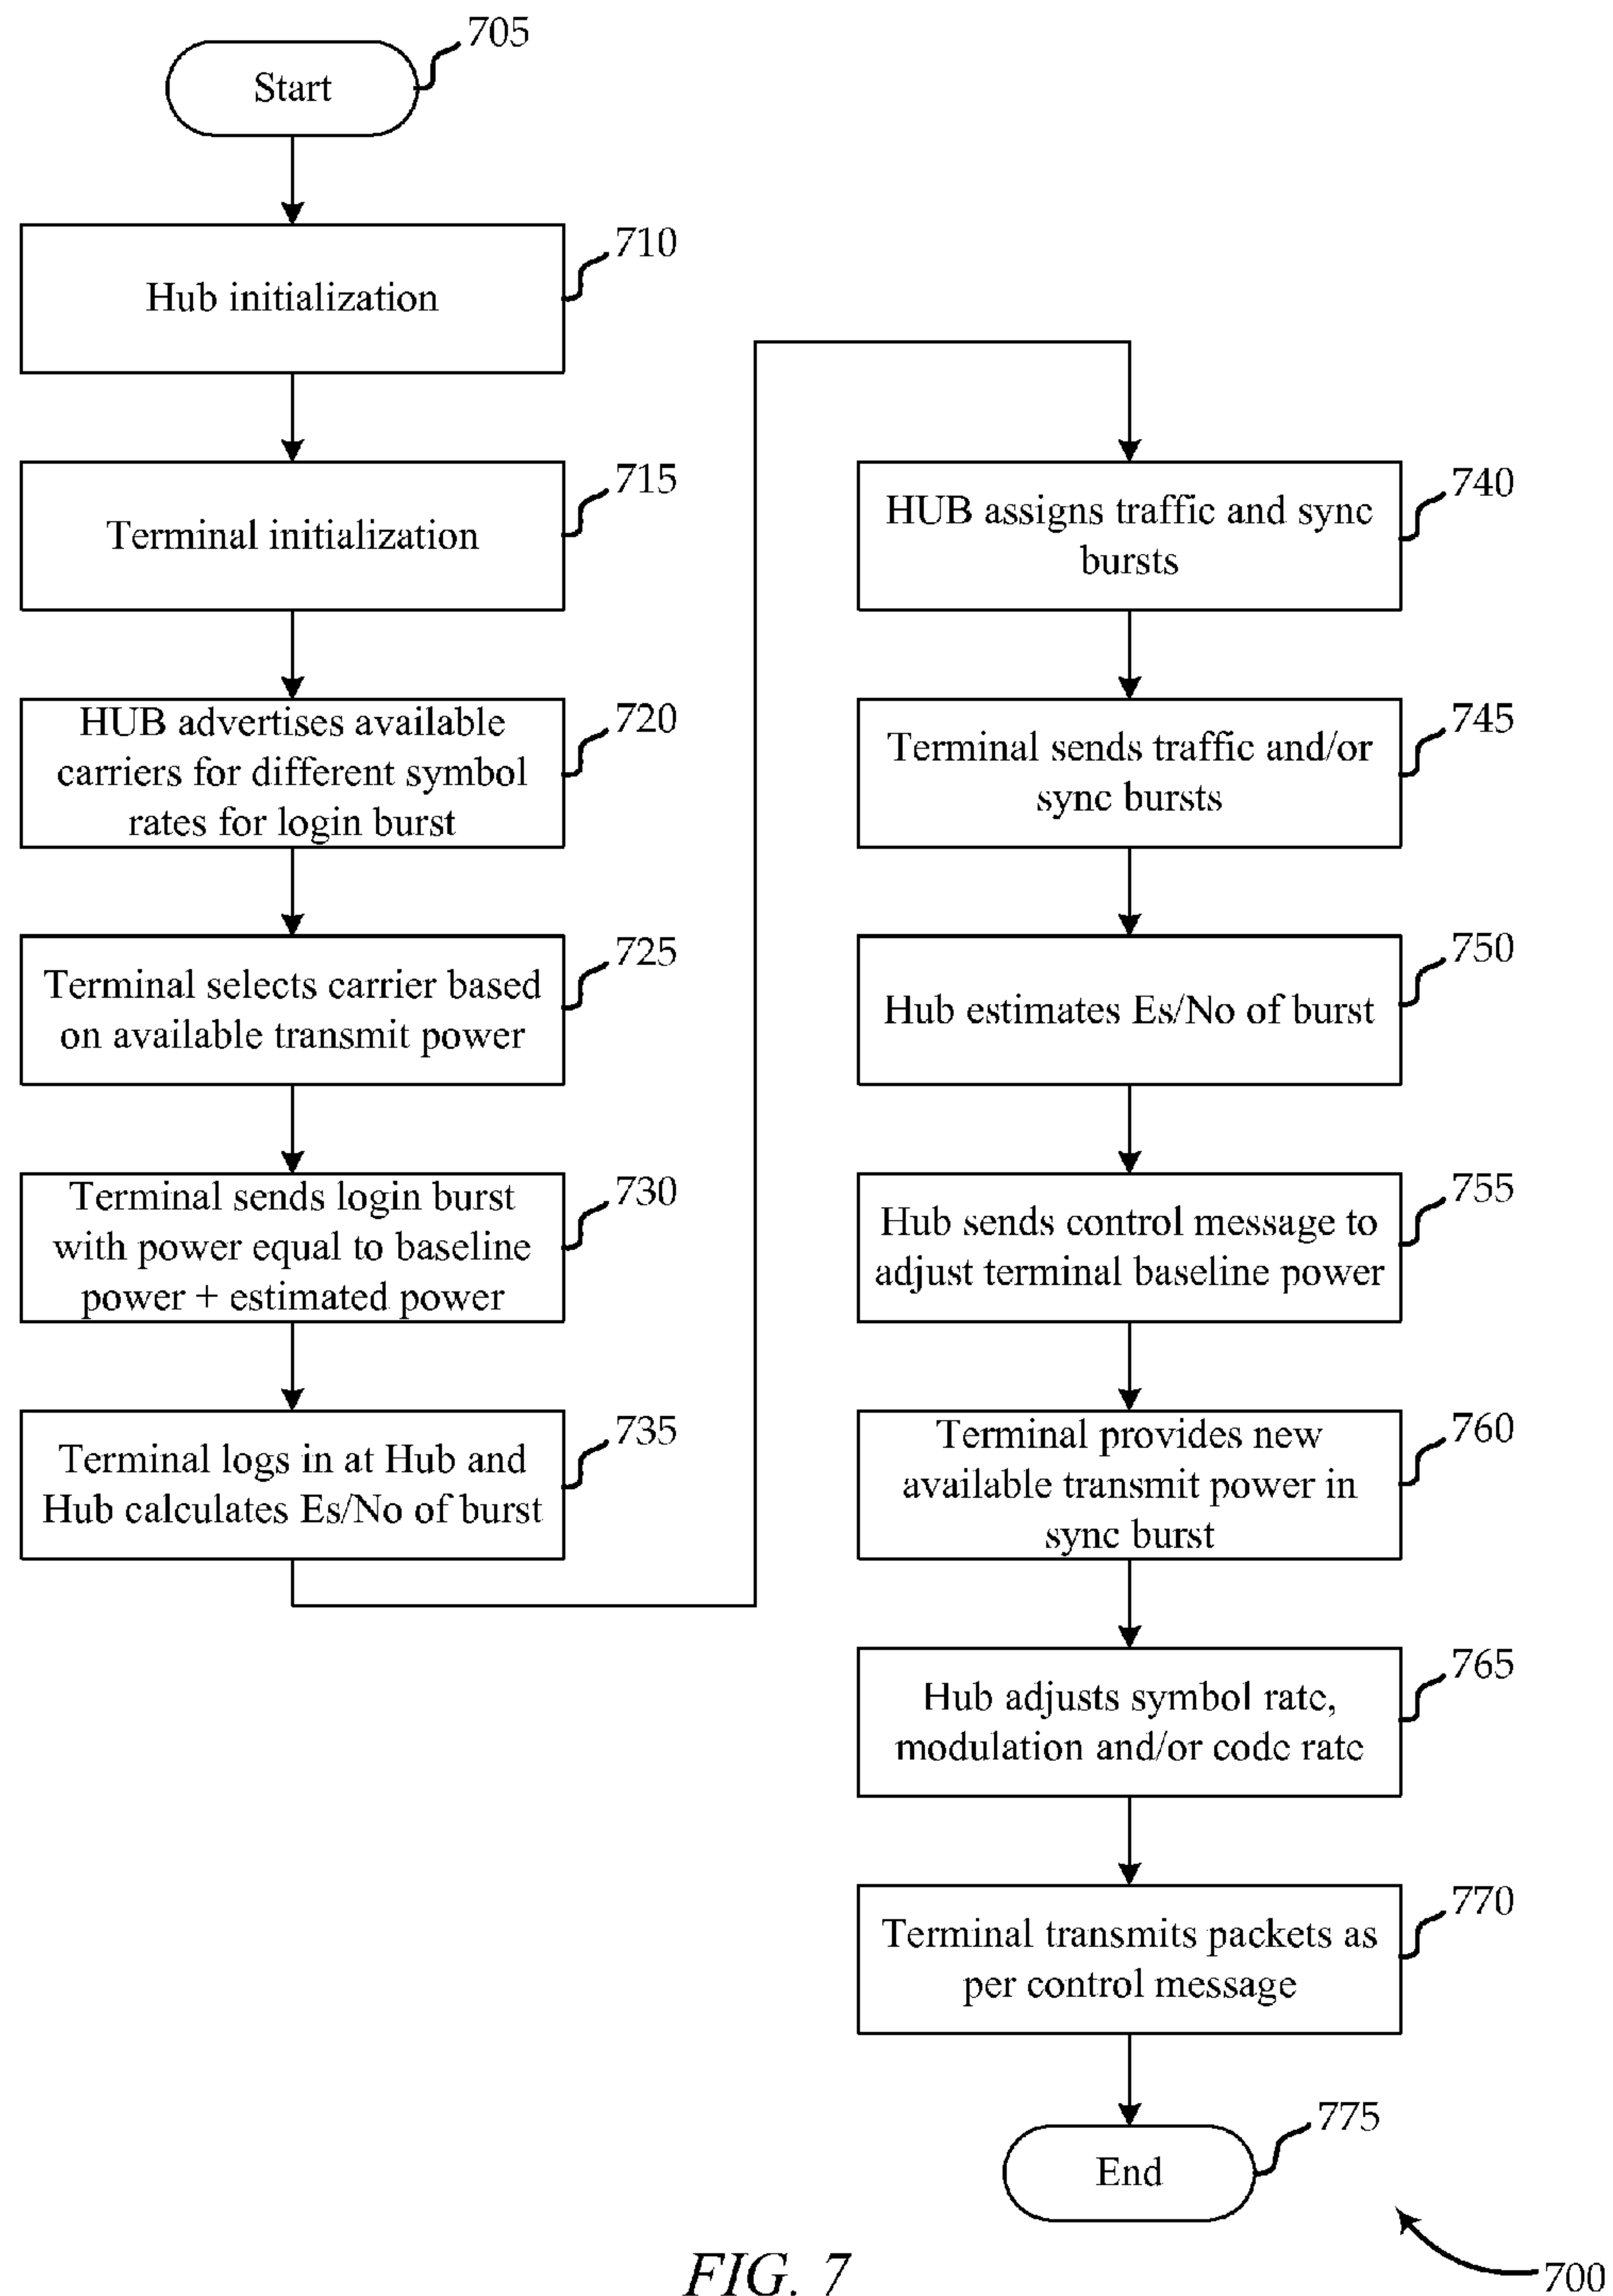 705
Start
710
Hub initialization
715
Terminal initialization
720
HUB advertises available
carriers for different symbol
rates for login burst
725
Terminal selects carrier based
on available transmit power
730
Terminal sends login burst
with power equal to baseline
power + estimated power
735
Terminal logs in at Hub and
Hub calculates Es/No of burst
740
HUB assigns traffic and sync
bursts
745
Terminal sends traffic and/or
sync bursts
750
Hub estimates Es/No of burst
755
Hub sends control message to
adjust terminal baseline power
760
Terminal provides new
available transmit power in
sync burst
765
Hub adjusts symbol rate,
modulation and/or code rate
770
Terminal transmits packets as
per control message
775
End
700
FIG. 7